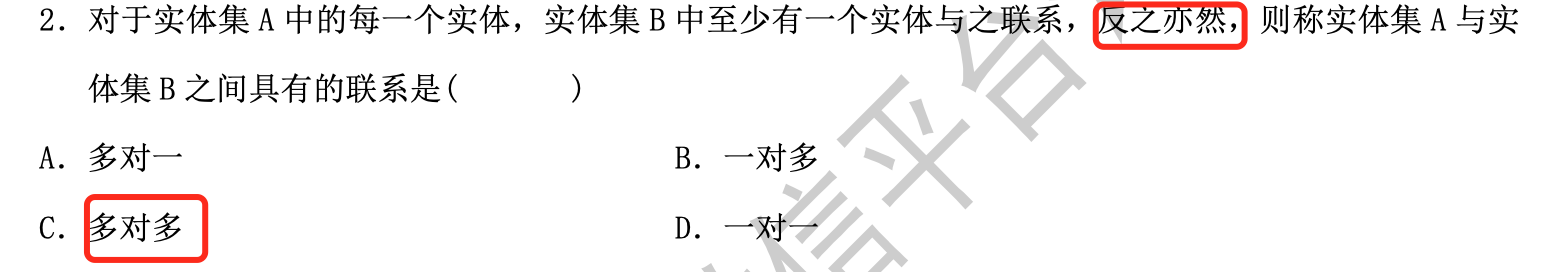 2. 对于实体集 A 中的每一个实体，实体集 B 中至少有一个实体与之联系，反之亦然，则称实体集 A 与实
体集 B 之间具有的联系是(　　　)
A. 多对一　　　B. 一对多
C. 多对多　　　D. 一对一
信平台